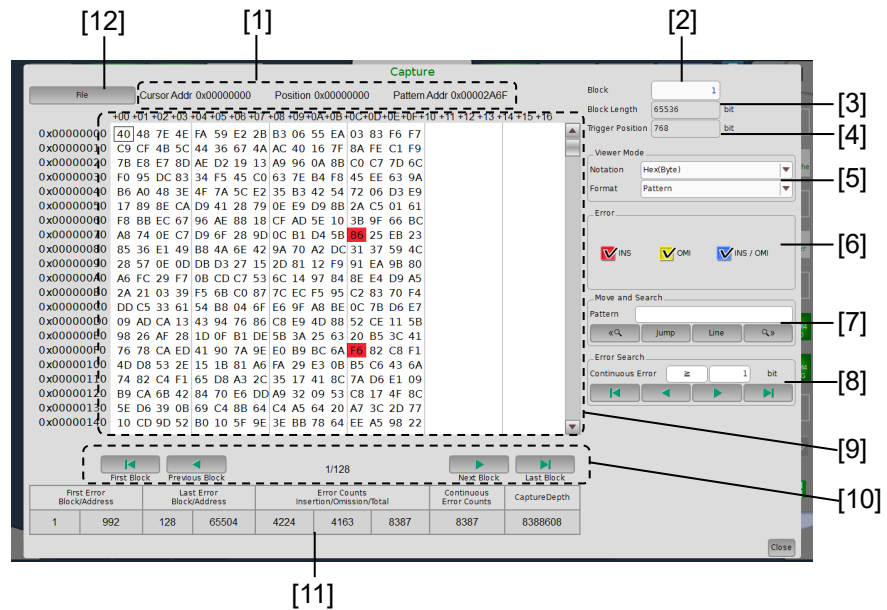 [12] [1] [2]
Capture
File Cursor Addr 0x00000000 Position 0x00000000 Pattern Addr 0x00002A6F
Block 1
Block Length 65536 bit [3]
Trigger Position 768 bit [4]
+00 +01 +02 +03 +04 +05 +06 +07 +08 +09 +0A +0B +0C +0D +0E +0F +10 +11 +12 +13 +14 +15 +16
0x00000000 40 48 7E 4E FA 59 E2 2B B3 06 55 EA 03 83 F6 F7
0x00000010 C9 CF 4B 5C 44 36 67 4A AC 40 16 7F 8A FE C1 F9
0x00000020 7B E8 E7 8D AE D2 19 13 A9 96 0A 8B C0 C7 7D 6C
0x00000030 F0 95 DC 83 34 F5 45 C0 63 7E B4 F8 45 EE 63 9A
0x00000040 B6 A0 48 3E 4F 7A 5C E2 35 B3 42 54 72 06 D3 E9
0x00000050 17 89 8E CA D9 41 28 79 0E E9 D9 8B 2A C5 01 61
0x00000060 F8 BB EC 67 96 AE 88 18 CF AD 5E 10 3B 9F 66 BC
0x00000070 A8 74 0E C7 D9 6F 28 9D 0C B1 D4 5B 86 25 EB 23
0x00000080 85 36 E1 49 B8 4A 6E 42 9A 70 A2 DC 31 37 59 4C
0x00000090 28 57 0E 0D DB D3 27 15 2D 81 12 F9 91 EA 9B 80
0x000000A0 A6 FC 29 F7 0B CD C7 53 6C 14 97 84 8E E4 D9 A5
0x000000B0 2A 21 03 39 F5 6B C0 87 7C EC F5 95 C2 83 70 F4
0x000000C0 DD C5 33 61 54 B8 04 6F E6 9F A8 BE 0C 7B D6 E7
0x000000D0 09 AD CA 13 43 94 76 86 C8 E9 4D 88 52 CE 11 5B
0x000000E0 98 26 AF 28 1D 0F B1 DE 5B 3A 25 63 20 B5 3C 41
0x000000F0 76 78 CA ED 41 90 7A 9E E0 B9 BC 6A F6 82 C8 F1
0x00000100 4D D8 53 2E 15 1B 81 A6 FA 29 E3 0B B5 C6 43 6A
0x00000110 74 82 C4 F1 65 D8 A3 2C 35 17 41 8C 7A D6 E1 09
0x00000120 B9 CA 6B 42 84 70 E6 DD A9 32 09 53 C8 17 4F 8C
0x00000130 5E D6 39 0B 69 C4 8B 64 C4 A5 64 20 A7 3C 2D 77
0x00000140 10 CD 9D 52 B0 10 5F 9E 3E BB 78 64 EE A5 98 22
Viewer Mode
Notation Hex(Byte)
Format Pattern
[5]
Error
INS OMI INS / OMI
[6]
Move and Search
Pattern
Jump Line
[7]
Error Search
Continuous Error ≧ 1 bit
[8]
[9]
1/128
First Block Previous Block Next Block Last Block
[10]
First Error Block/Address
Last Error Block/Address
Error Counts Insertion/Omission/Total
Continuous Error Counts
CaptureDepth
1 992 128 65504 4224 4163 8387 8387 8388608
Close
[11]